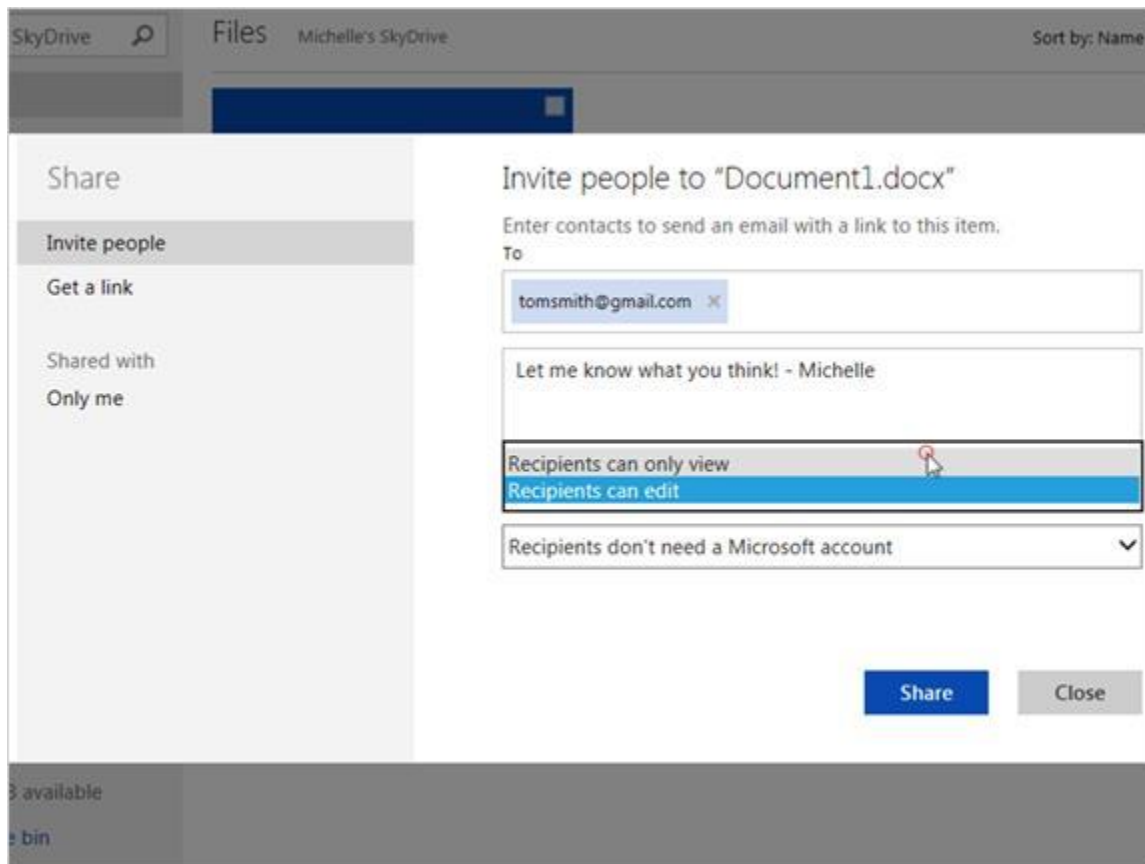 SkyDrive
Files Michelle's SkyDrive
Sort by: Name
Share
Invite people
Get a link
Shared with
Only me
Invite people to “Document1.docx”
Enter contacts to send an email with a link to this item.
To
tomsmith@gmail.com
Let me know what you think! - Michelle
Recipients can only view
Recipients can edit
Recipients don't need a Microsoft account
Share
Close
available
bin